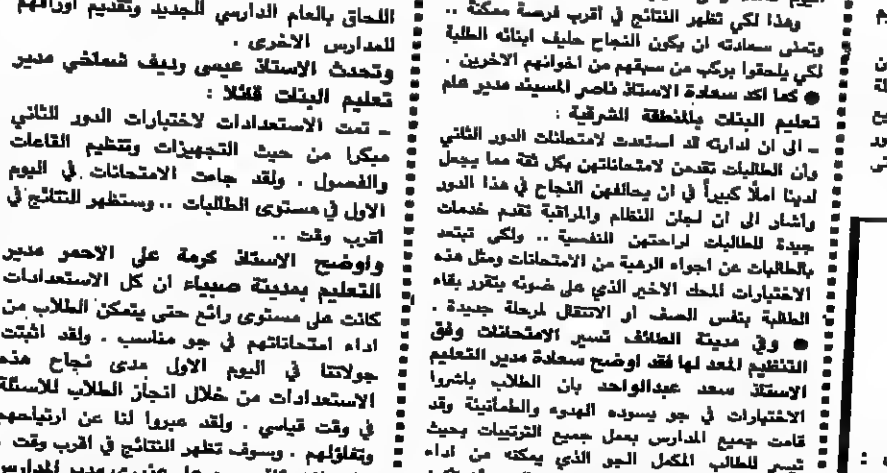 وهذا لكي تظهر النتائج في اقرب فرصة ممكنة ..
وتمنى سعادته ان يكون النجاح حليف ابنائه الطلبة
لكي يلحقوا بركب من سبقهم من اخوانهم الاخرين .
● كما اكد سعادة الاستاذ ناصر المسيند مدير عام
تعليم البنات بالمنطقة الشرقية :
ــ الى ان ادارته قد استعدت لامتحانات الدور الثاني
وأن الطالبات تقدمن لامتحاناتهن بكل ثقة مما يجعل
لدينا املاً كبيراً في ان يحالفهن النجاح في هذا الدور
وأشار الى ان لجان النظام والمراقبة تقدم خدمات
جيدة للطالبات لراحتهن النفسية .. ولكي تبتعد
بالطالبات عن اجواء الرهبة من الامتحانات ومثل هذه
الاختبارات المحك الاخير الذي على ضوئه يتقرر بقاء
الطلبة بنفس الصف او الانتقال لمرحلة جديدة .
● وفي مدينة الطائف تسير الامتحانات وفق
التنظيم المعد لها فقد اوضح سعادة مدير التعليم
الاستاذ سعد عبدالواحد بان الطلاب باشروا
الاختبارات في جو يسوده الهدوء والطمأنينة وقد
قامت جميع المدارس بعمل جميع الترتيبات بحيث
تيسر للطالب المكمل الجو الذي يمكنه من اداء
اللحاق بالعام الدارسي الجديد وتقديم اوراقهم
للمدارس الاخرى .
وتحدث الاستاذ عيسى رديف شماخي مدير
تعليم البنات قائلا :
ــ تمت الاستعدادات لاختبارات الدور الثاني
مبكرا من حيث التجهيزات وتنظيم القاعات
والفصول . ولقد جاءت الامتحانات في اليوم
الاول في مستوى الطالبات .. وستظهر النتائج في
أقرب وقت ..
واوضح الاستاذ كرمة علي الاحمر مدير
التعليم بمدينة صبياء ان كل الاستعدادات
كانت على مستوى رائع حتى يتمكن الطلاب من
اداء امتحاناتهم في جو مناسب . ولقد اثبتت
جولاتنا في اليوم الاول مدى نجاح هذه
الاستعدادات من خلال انجاز الطلاب للاسئلة
في وقت قياسي . ولقد عبروا لنا عن ارتياحهم
وتفاؤلهم . وسوف تظهر النتائج في اقرب وقت .